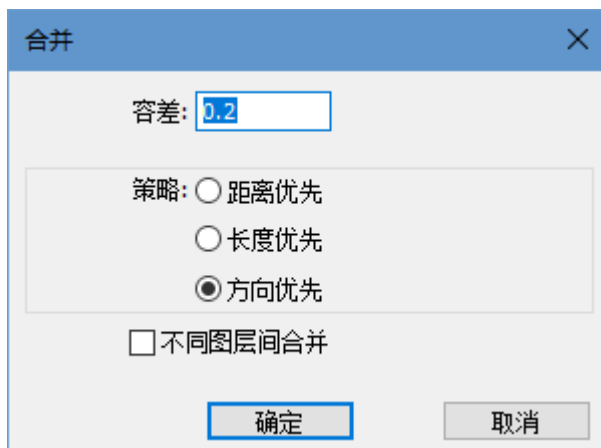 合并
容差: 0.2
策略: 距离优先
长度优先
方向优先
不同图层间合并
确定 取消